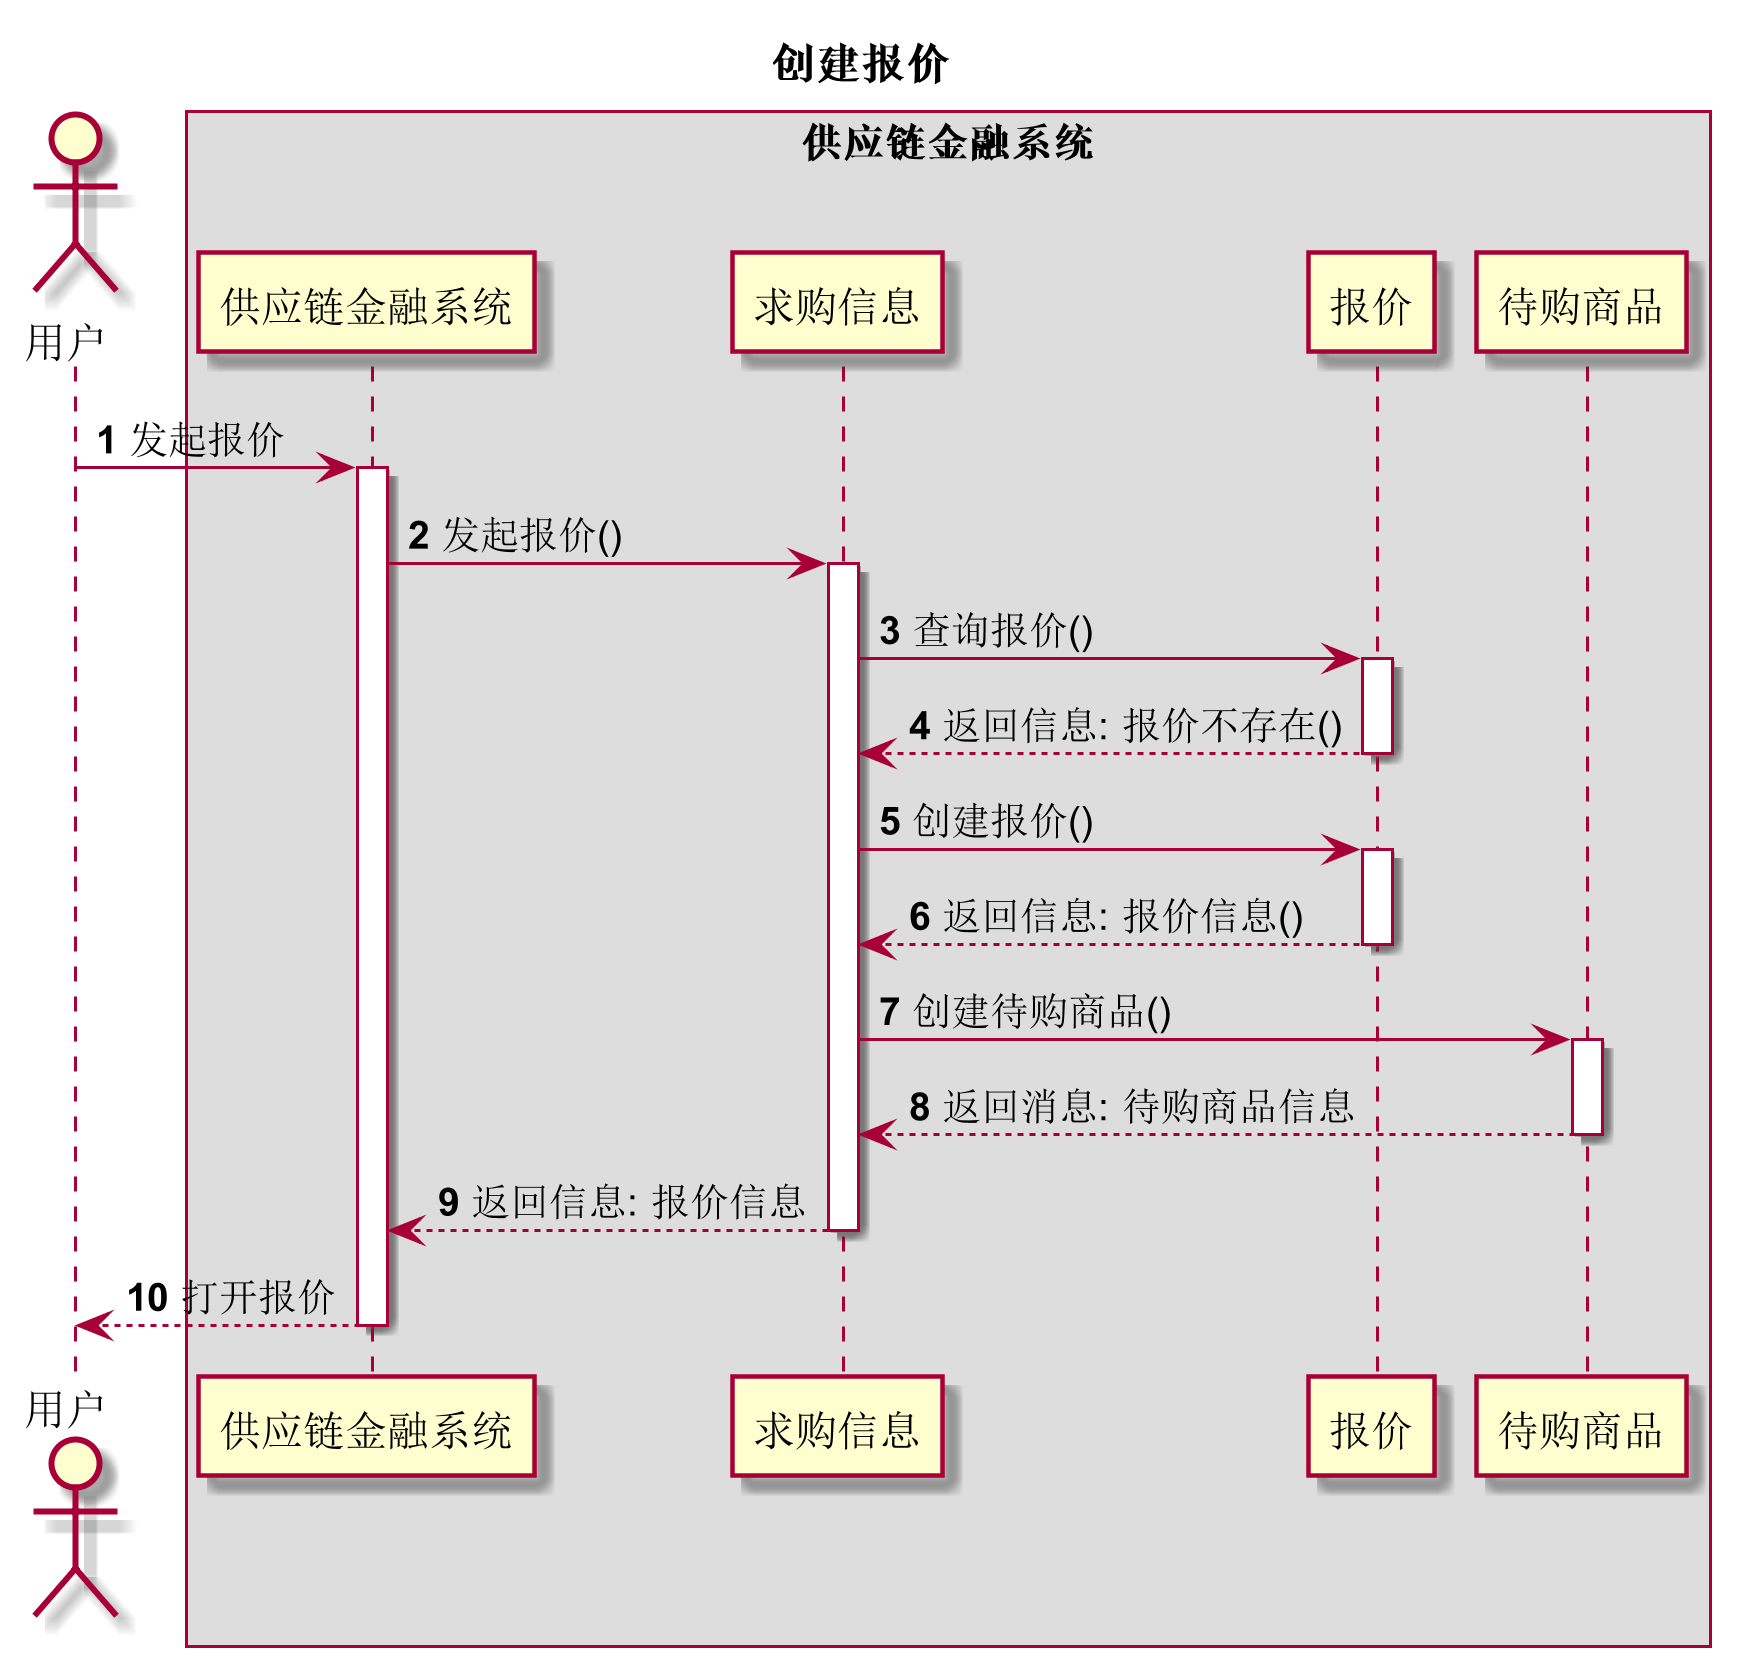 创建报价
供应链金融系统
用户
供应链金融系统
求购信息
报价
待购商品
1 发起报价
2 发起报价()
3 查询报价()
4 返回信息: 报价不存在()
5 创建报价()
6 返回信息: 报价信息()
7 创建待购商品()
8 返回消息: 待购商品信息
9 返回信息: 报价信息
10 打开报价
用户
供应链金融系统
求购信息
报价
待购商品